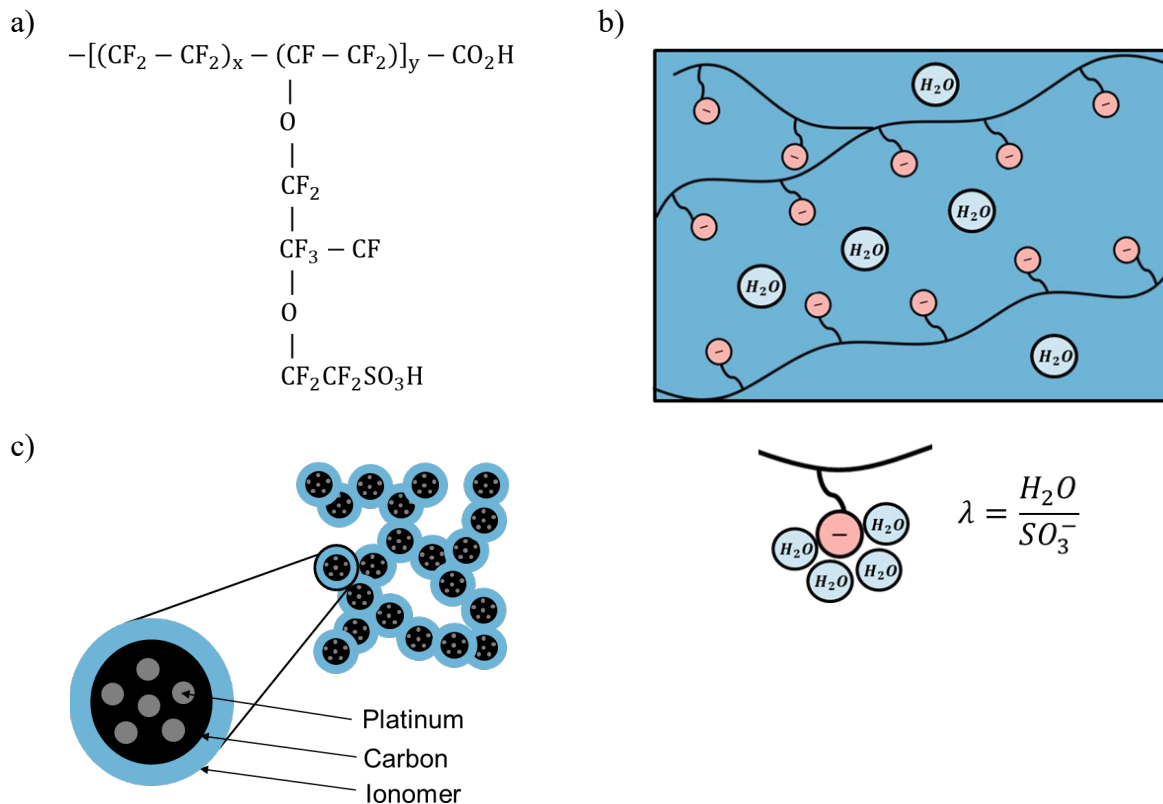 a)
−[(CF₂ − CF₂)ₓ − (CF − CF₂)]ᵧ − CO₂H
|
O
|
CF₂
|
CF₃ − CF
|
O
|
CF₂CF₂SO₃H
b)
H₂O
H₂O
H₂O
H₂O
H₂O
−
−
−
−
−
−
−
−
−
−
−
−
H₂O
H₂O
H₂O
H₂O
−
λ = H₂O / SO₃⁻
c)
Platinum
Carbon
Ionomer